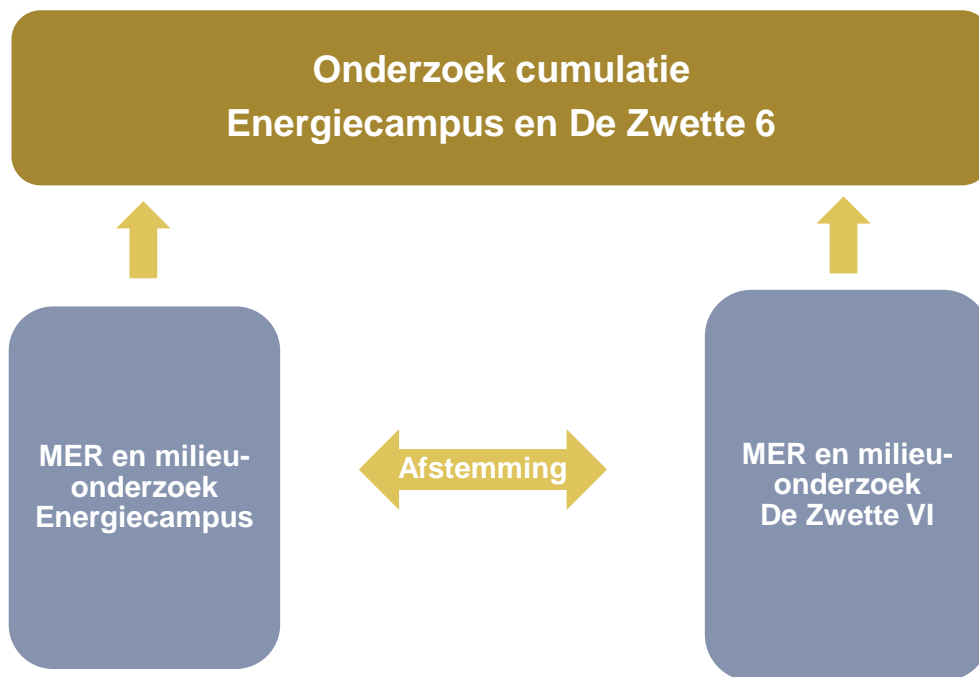 Onderzoek cumulatie
Energiecampus en De Zwette 6
MER en milieu-
onderzoek
Energiecampus
Afstemming
MER en milieu-
onderzoek
De Zwette VI